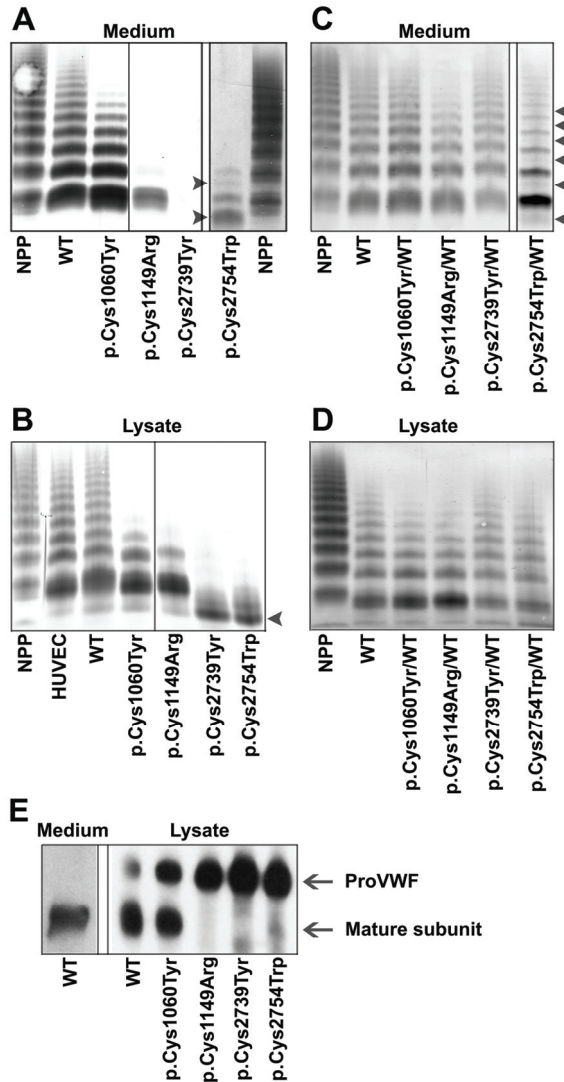 A
Medium
NPP
WT
p.Cys1060Tyr
p.Cys1149Arg
p.Cys2739Tyr
p.Cys2754Trp
NPP
C
Medium
NPP
WT
p.Cys1060Tyr/WT
p.Cys1149Arg/WT
p.Cys2739Tyr/WT
p.Cys2754Trp/WT
B
Lysate
NPP
HUVEC
WT
p.Cys1060Tyr
p.Cys1149Arg
p.Cys2739Tyr
p.Cys2754Trp
D
Lysate
NPP
WT
p.Cys1060Tyr/WT
p.Cys1149Arg/WT
p.Cys2739Tyr/WT
p.Cys2754Trp/WT
E
Medium
Lysate
ProVWF
Mature subunit
WT
WT
p.Cys1060Tyr
p.Cys1149Arg
p.Cys2739Tyr
p.Cys2754Trp